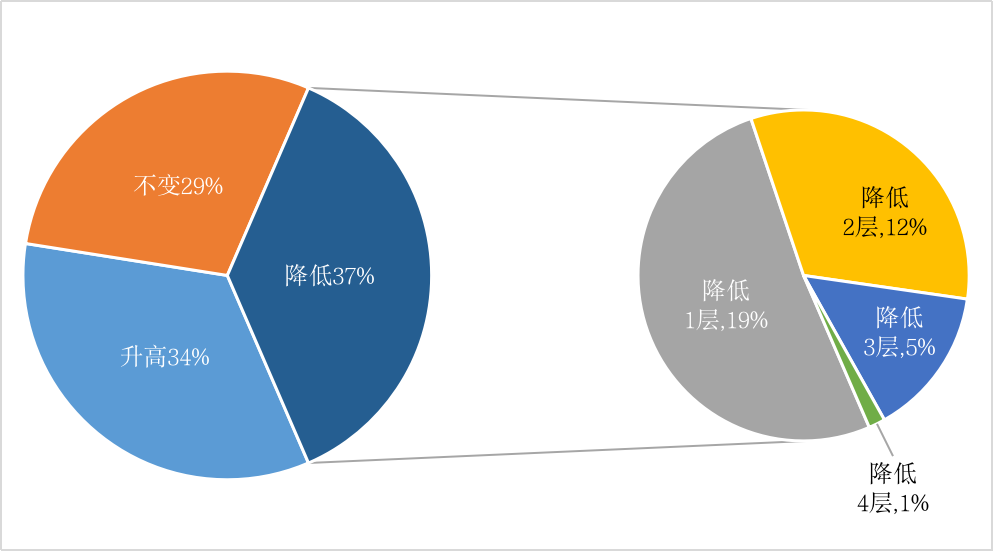 不变29%
降低37%
升高34%
降低
2层,12%
降低
1层,19%
降低
3层,5%
降低
4层,1%